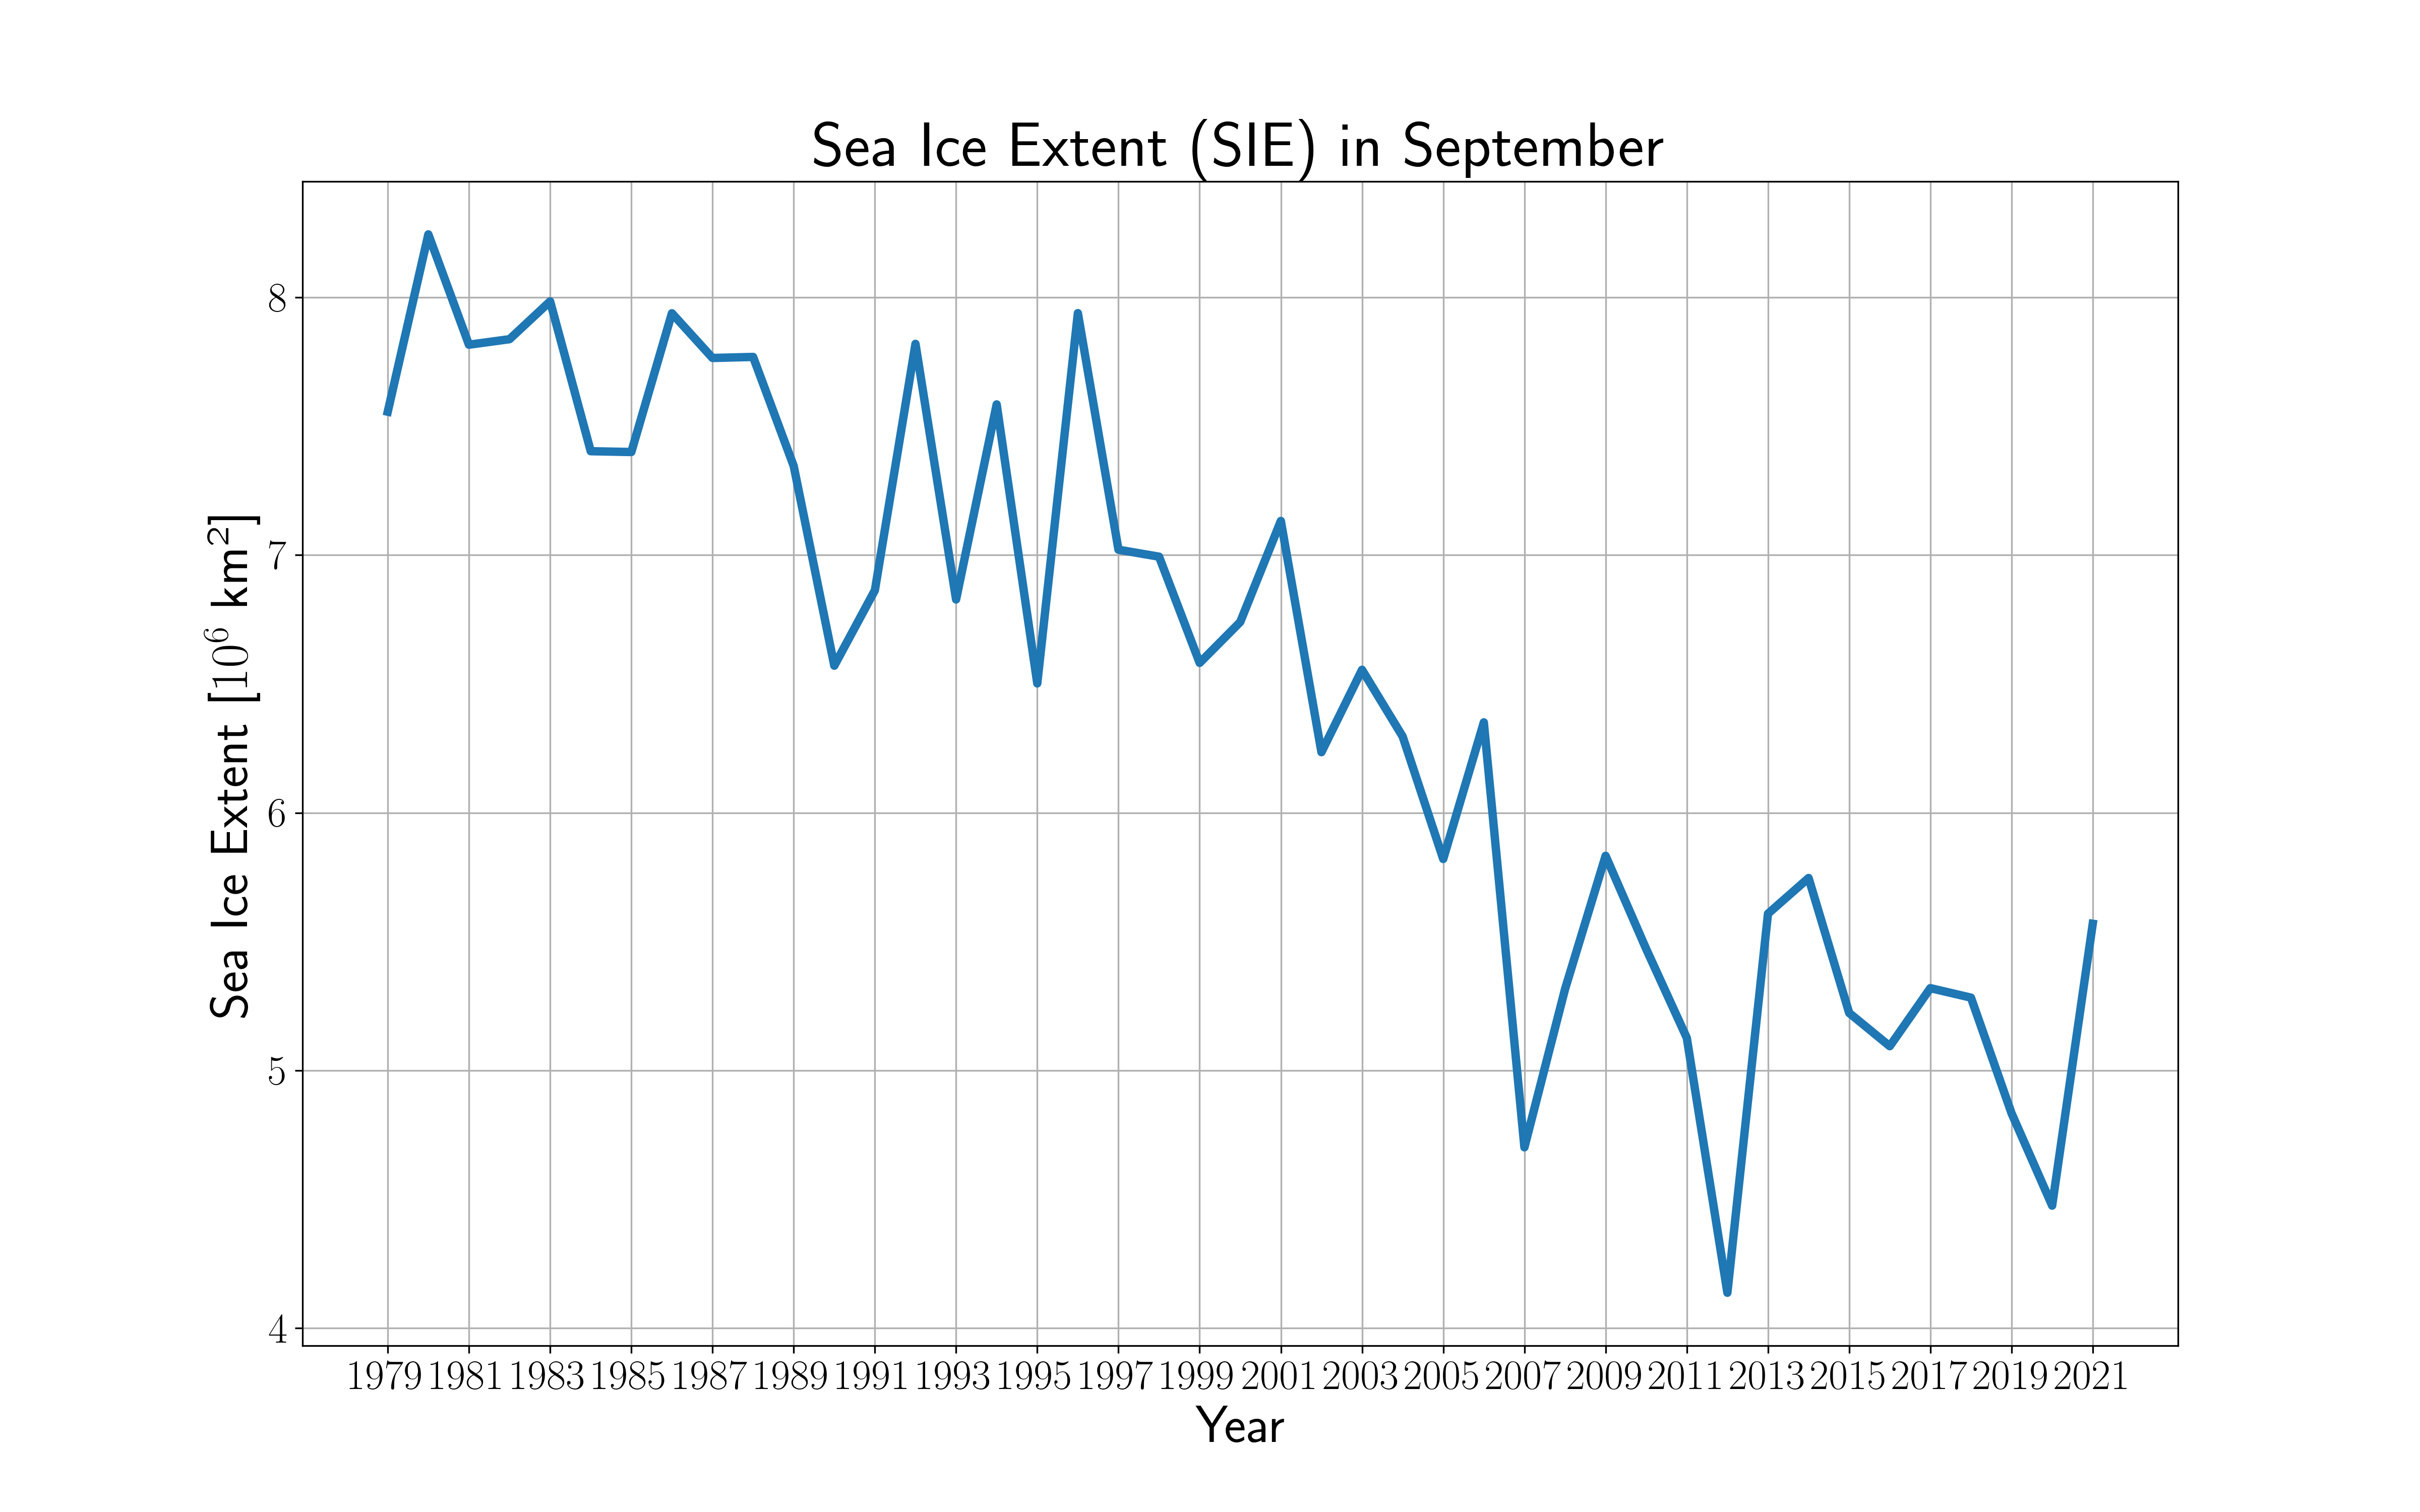 Sea Ice Extent (SIE) in September
Sea Ice Extent [10⁶ km²]
8
7
6
5
4
1979 1981 1983 1985 1987 1989 1991 1993 1995 1997 1999 2001 2003 2005 2007 2009 2011 2013 2015 2017 2019 2021
Year